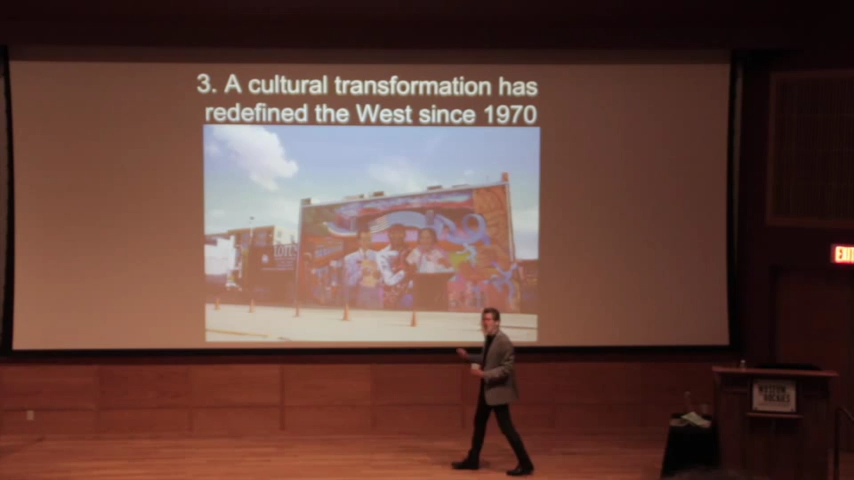 3. A cultural transformation has
redefined the West since 1970
EXIT